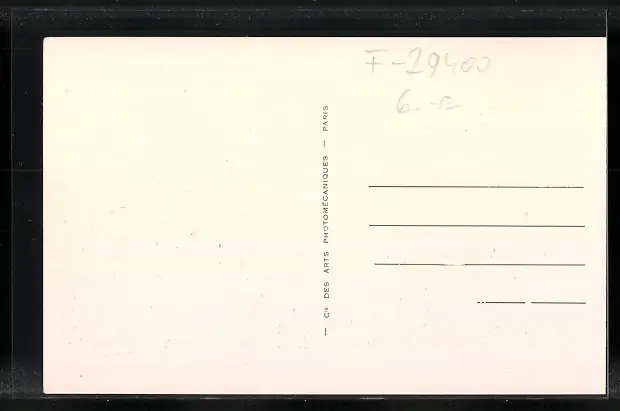 F-29400
6.-
— Cie DES ARTS PHOTOMÉCANIQUES — PARIS